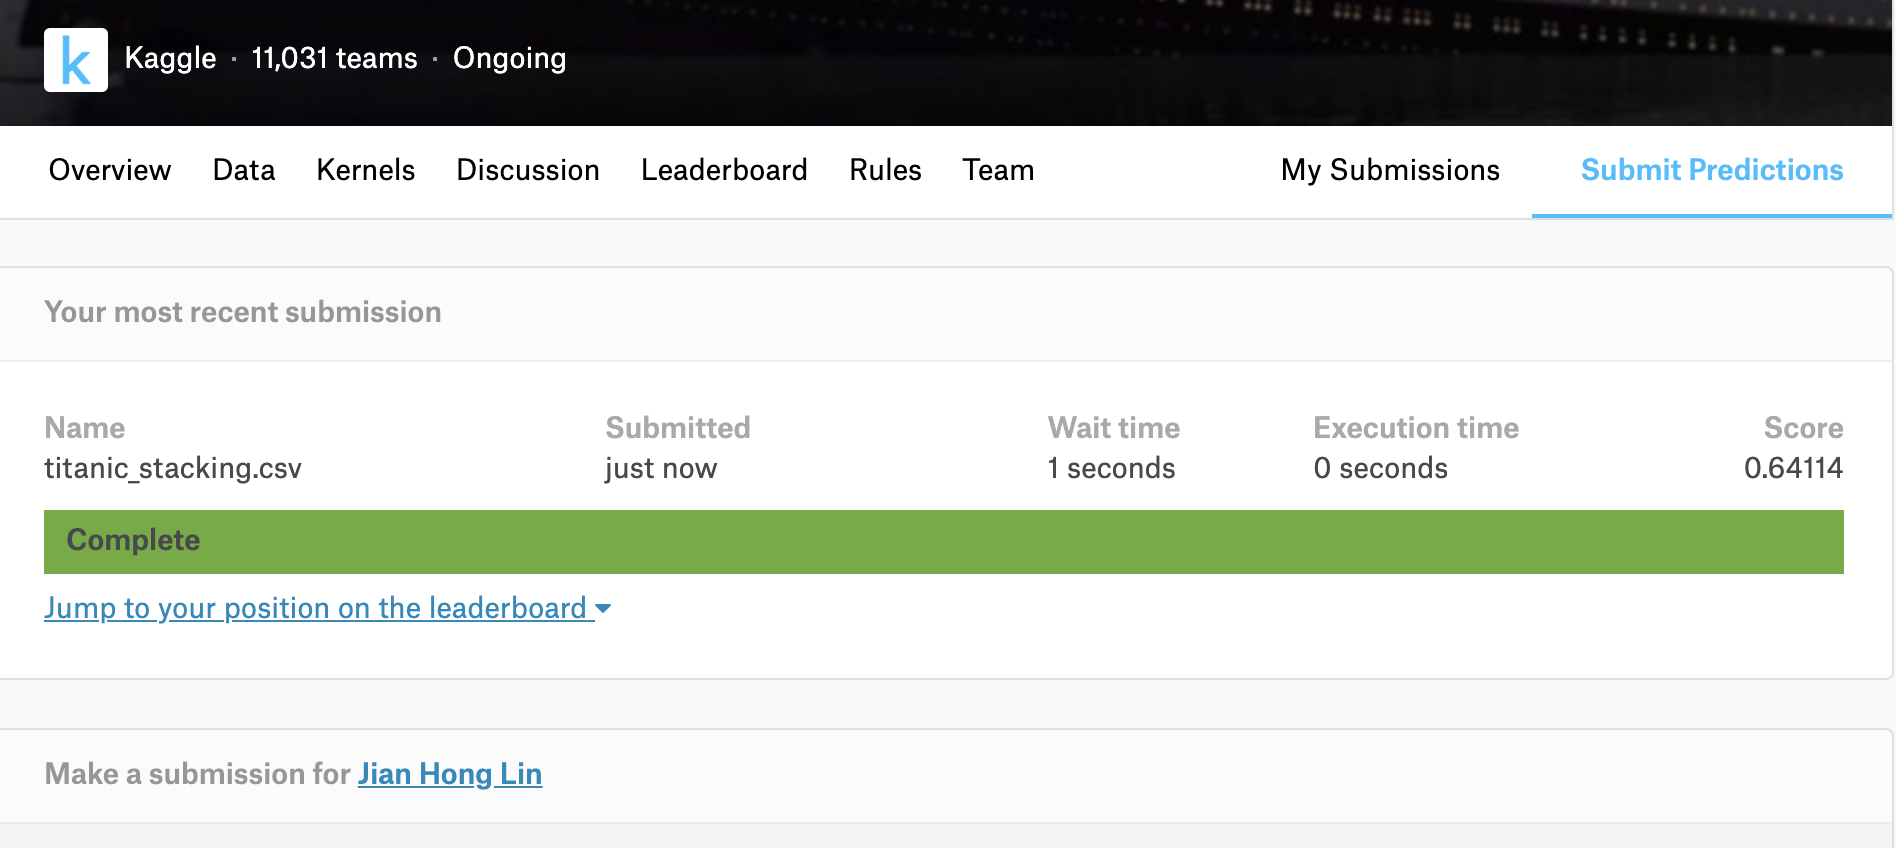 k Kaggle · 11,031 teams · Ongoing
Overview Data Kernels Discussion Leaderboard Rules Team My Submissions Submit Predictions
Your most recent submission
Name Submitted Wait time Execution time Score
titanic_stacking.csv just now 1 seconds 0 seconds 0.64114
Complete
Jump to your position on the leaderboard
Make a submission for Jian Hong Lin